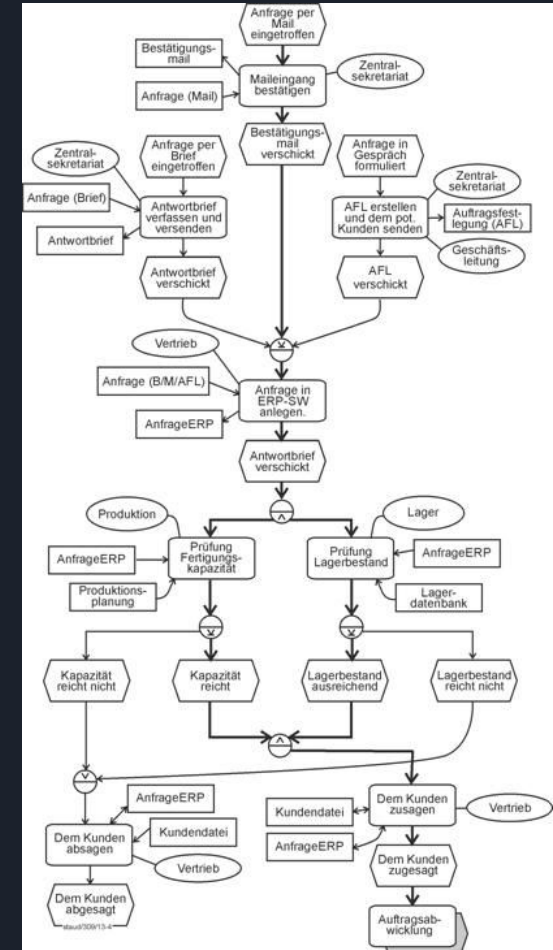 Anfrage per
Mail
eingetroffen
Bestätigungs-
mail
Zentral-
sekretariat
Maileingang
bestätigen
Anfrage (Mail)
Bestätigungs-
mail
verschickt
Anfrage per
Brief
eingetroffen
Anfrage in
Gespräch
formuliert
Zentral-
sekretariat
Zentral-
sekretariat
Anfrage (Brief)
Antwortbrief
verfassen und
versenden
AFL erstellen
und dem pot.
Kunden senden
Auftragsfest-
legung (AFL)
Antwortbrief
Geschäfts-
leitung
Antwortbrief
verschickt
AFL
verschickt
Vertrieb
Anfrage (B/M/AFL)
Anfrage in
ERP-SW
anlegen.
AnfrageERP
Antwortbrief
verschickt
Produktion
Lager
Prüfung
Fertigungs-
kapazität
Prüfung
Lagerbestand
AnfrageERP
AnfrageERP
Produktions-
planung
Lager-
datenbank
Kapazität
reicht nicht
Kapazität
reicht
Lagerbestand
ausreichend
Lagerbestand
reicht nicht
AnfrageERP
Dem Kunden
absagen
Kundendatei
Vertrieb
Kundendatei
Dem Kunden
zusagen
Vertrieb
AnfrageERP
Dem Kunden
abgesagt
staud/309/13-4
Dem Kunden
zugesagt
Auftragsab-
wicklung